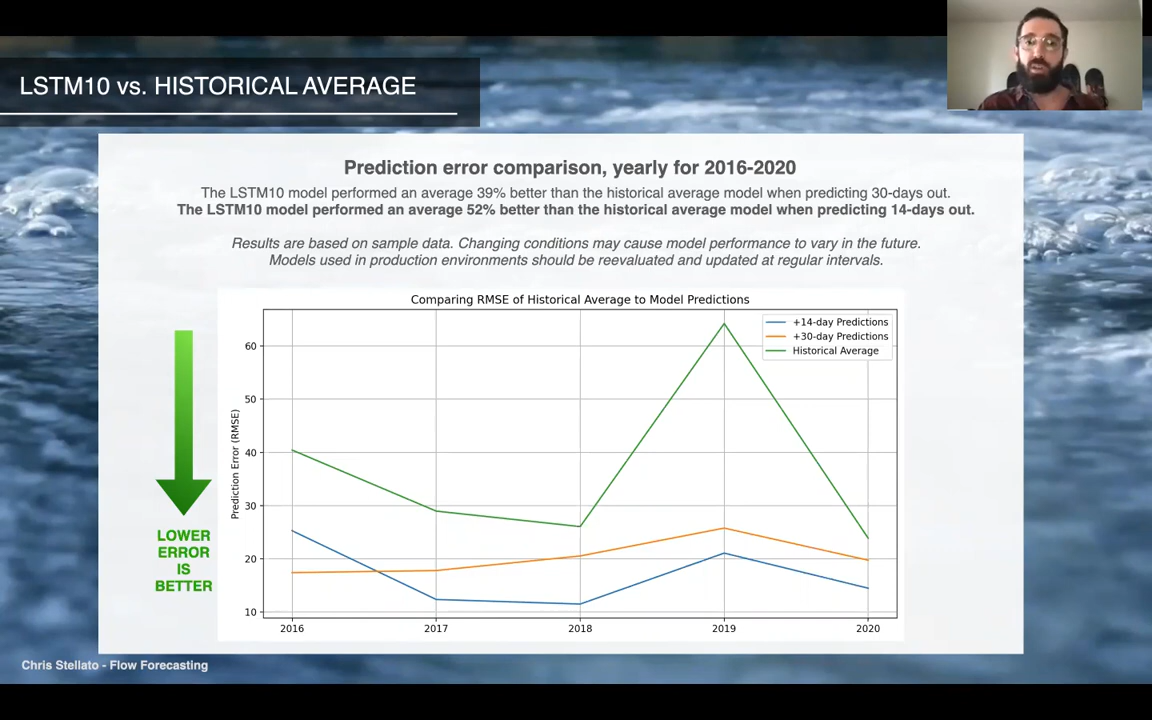 LSTM10 vs. HISTORICAL AVERAGE
Prediction error comparison, yearly for 2016-2020
The LSTM10 model performed an average 39% better than the historical average model when predicting 30-days out.
The LSTM10 model performed an average 52% better than the historical average model when predicting 14-days out.
Results are based on sample data. Changing conditions may cause model performance to vary in the future.
Models used in production environments should be reevaluated and updated at regular intervals.
LOWER
ERROR
IS
BETTER
Comparing RMSE of Historical Average to Model Predictions
+14-day Predictions
+30-day Predictions
Historical Average
Prediction Error (RMSE)
60
50
40
30
20
10
2016 2017 2018 2019 2020
Chris Stellato - Flow Forecasting